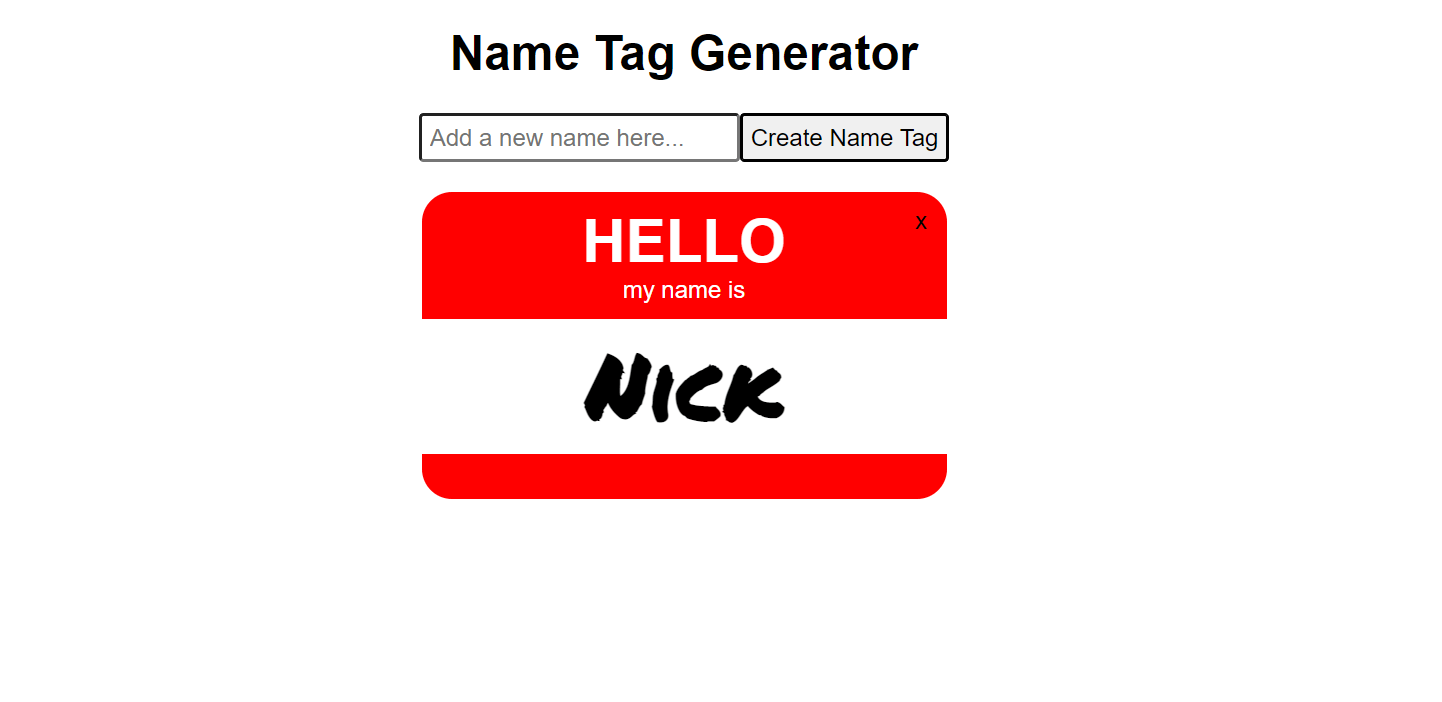 Name Tag Generator
Add a new name here... Create Name Tag
x
HELLO
my name is
Nick